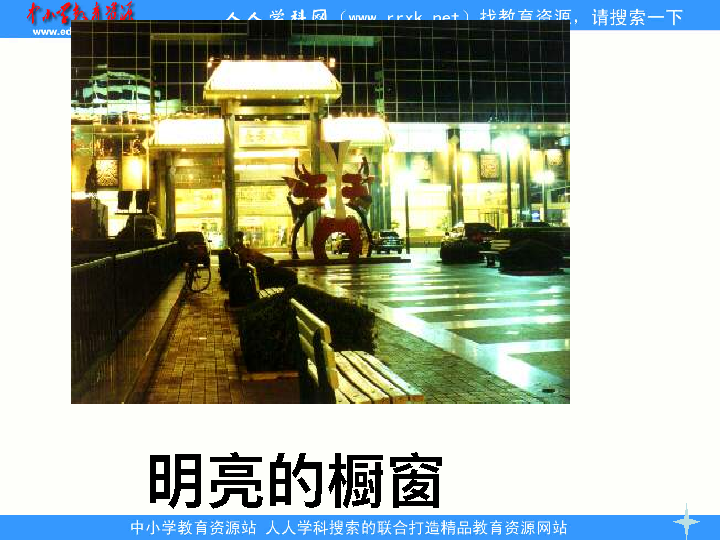 中小学教育资源
人人学科网（www.rrxk.net）找教育资源，请搜索一下
www.ed
明亮的橱窗
中小学教育资源站 人人学科搜索的联合打造精品教育资源网站